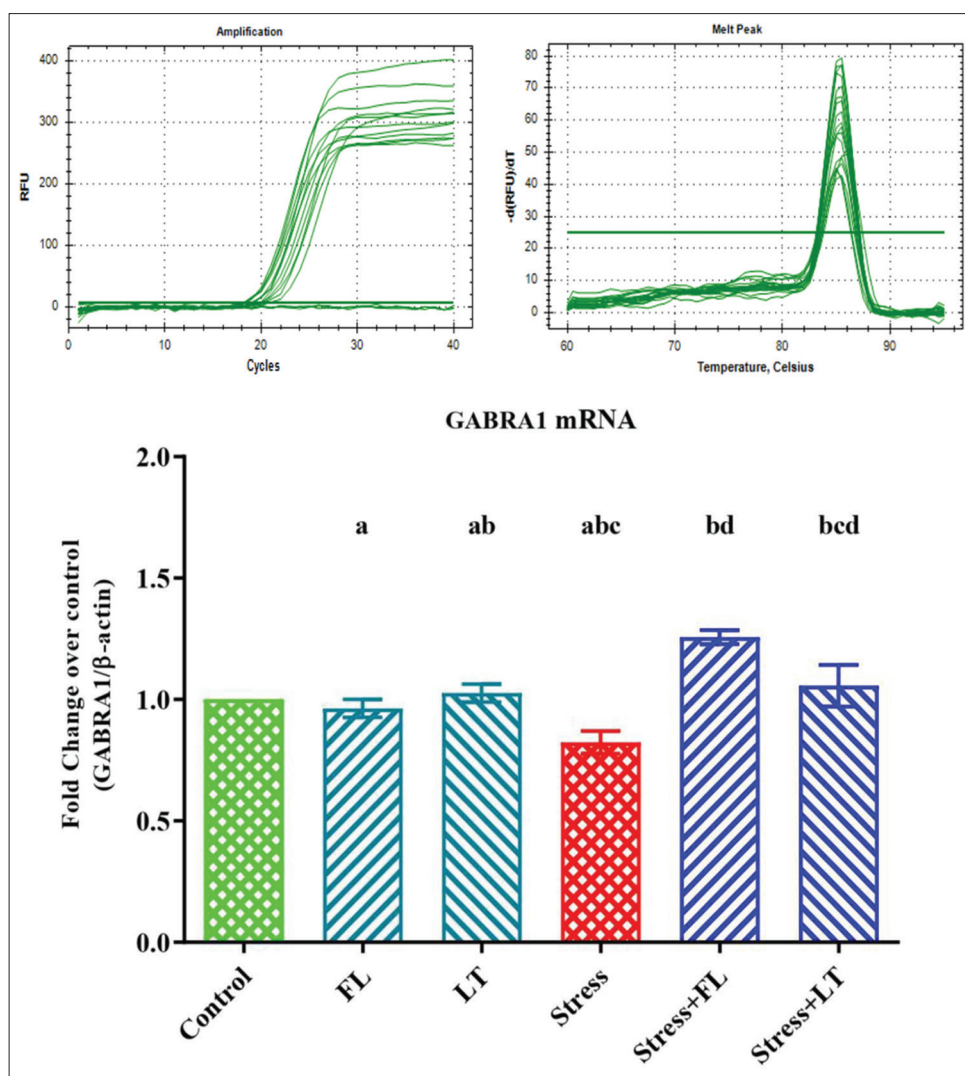 Amplification
400
300
200
100
0
RFU
0 10 20 30 40
Cycles
Melt Peak
80
70
60
50
40
30
20
10
0
-d(RFU)/dT
60 70 80 90
Temperature, Celsius
GABRA1 mRNA
2.0
1.5
1.0
0.5
0.0
Fold Change over control
(GABRA1/β-actin)
a ab abc bd bcd
Control FL LT Stress Stress+FL Stress+LT